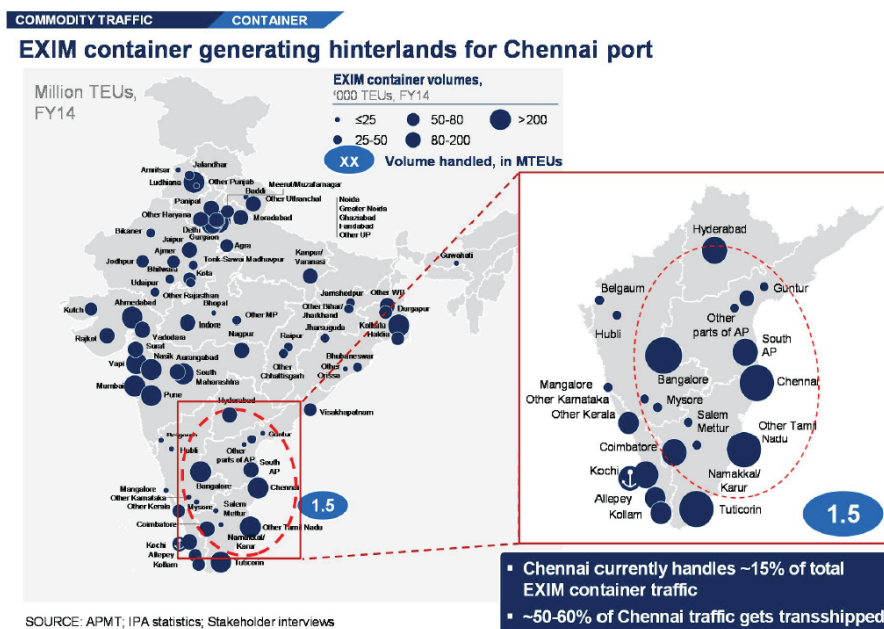 COMMODITY TRAFFIC
CONTAINER
EXIM container generating hinterlands for Chennai port
Million TEUs,
FY14
EXIM container volumes,
'000 TEUs, FY14
≤25
50-80
>200
25-50
80-200
XX
Volume handled, in MTEUs
Amritsar
Jalandhar
Ludhiana
Other Punjab
Baddi
Meerut/Muzafarnagar
Panipat
Other Uthanchal
Noida
Greater Noida
Ghaziabad
Faridabad
Other UP
Other Haryana
Moradabad
Delhi
Gurgaon
Bikaner
Jaipur
Agra
Ajmer
Tonk-Sawai Madhavpur
Kanpur/
Varanasi
Guwahati
Jodhpur
Bhilwara
Kota
Udaipur
Other Rajasthan
Jamshedpur
Other WB
Kutch
Ahmedabad
Bhopal
Other MP
Other Bihar/
Jharkhand
Durgapur
Kolkata
Haldia
Rajkot
Vadodara
Indore
Jharsuguda
Surat
Nagpur
Raipur
Vapi
Nasik
Aurangabad
Bhubaneswar
Other
Chhattisgarh
Other
Orissa
South
Maharashtra
Mumbai
Pune
Hyderabad
Visakhapatnam
Belgaum
Guntur
Hubli
Other
parts of AP
South
AP
Bangalore
Chennai
Mangalore
Other Karnataka
Other Kerala
Mysore
Salem
Mettur
1.5
Coimbatore
Other Tamil Nadu
Namakkal/
Karur
Kochi
Allepey
Kollam
Tuticorin
Hyderabad
Belgaum
Guntur
Hubli
Other
parts of AP
South
AP
Bangalore
Chennai
Mangalore
Other Karnataka
Other Kerala
Mysore
Salem
Mettur
Other Tamil
Nadu
Coimbatore
Namakkal/
Karur
Kochi
Allepey
Kollam
Tuticorin
1.5
Chennai currently handles ~15% of total
EXIM container traffic
~50-60% of Chennai traffic gets transshipped
SOURCE: APMT; IPA statistics; Stakeholder interviews